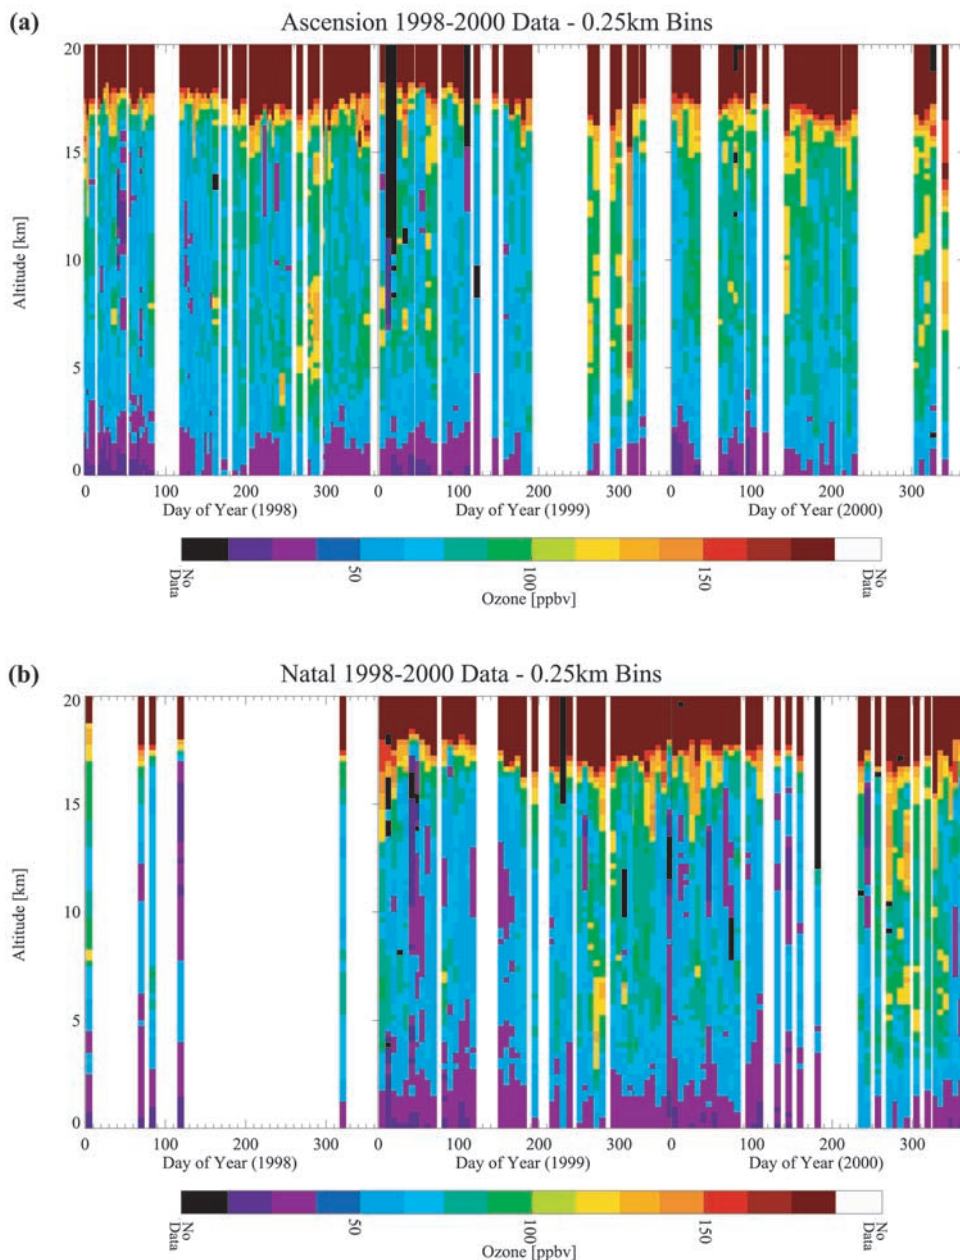 (a)
Ascension 1998-2000 Data - 0.25km Bins
20
15
10
5
0
Altitude [km]
0 100 200 300 0 100 200 300 0 100 200 300
Day of Year (1998) Day of Year (1999) Day of Year (2000)
No Data 50 100 150 No Data
Ozone [ppbv]
(b)
Natal 1998-2000 Data - 0.25km Bins
20
15
10
5
0
Altitude [km]
0 100 200 300 0 100 200 300 0 100 200 300
Day of Year (1998) Day of Year (1999) Day of Year (2000)
No Data 50 100 150 No Data
Ozone [ppbv]